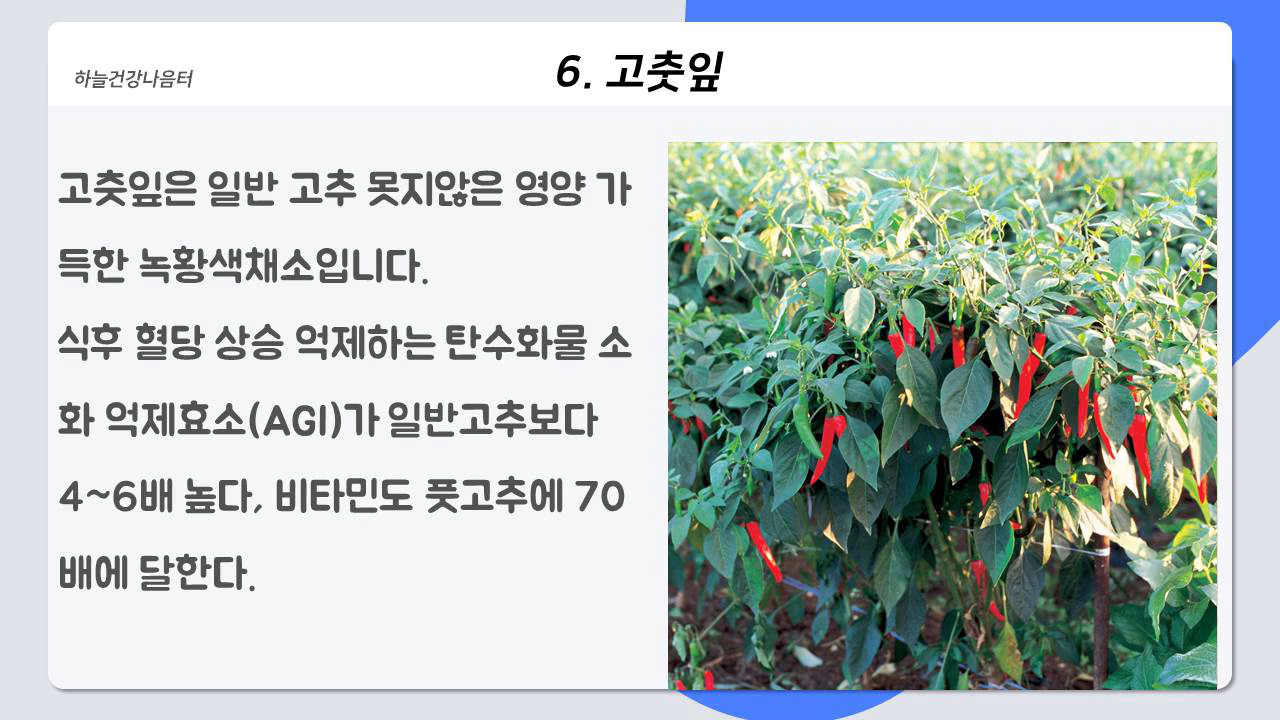 하늘건강나음터
6. 고춧잎
고춧잎은 일반 고추 못지않은 영양 가
득한 녹황색채소입니다.
식후 혈당 상승 억제하는 탄수화물 소
화 억제효소(AGI)가 일반고추보다
4~6배 높다, 비타민도 풋고추에 70
배에 달한다.